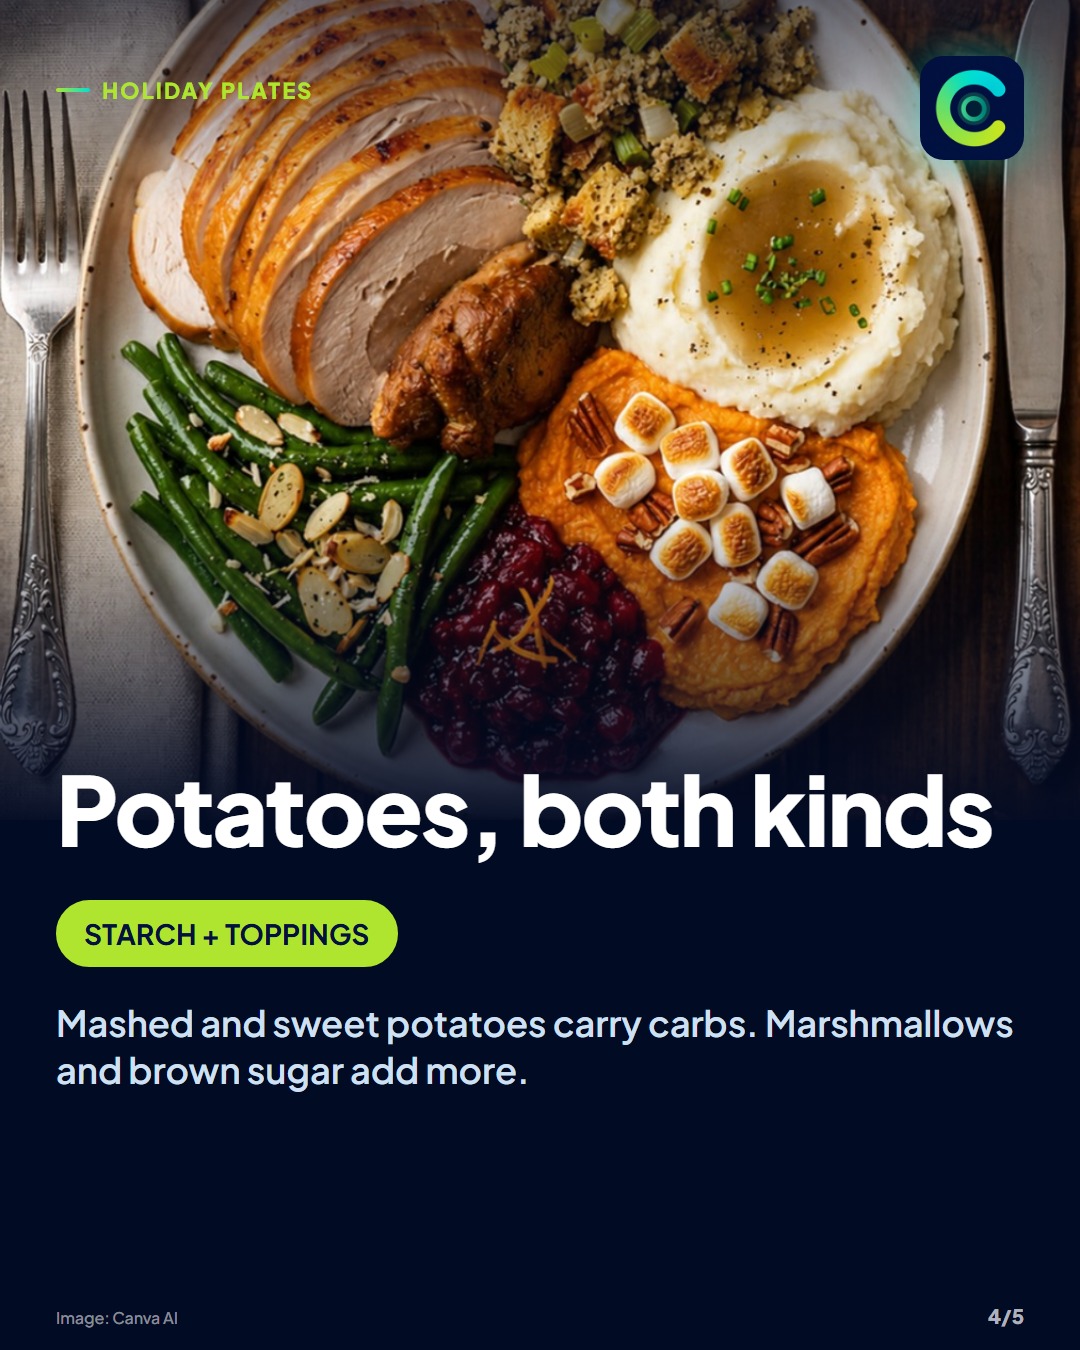 HOLIDAY PLATES
Potatoes, both kinds
STARCH + TOPPINGS
Mashed and sweet potatoes carry carbs. Marshmallows
and brown sugar add more.
Image: Canva AI
4/5